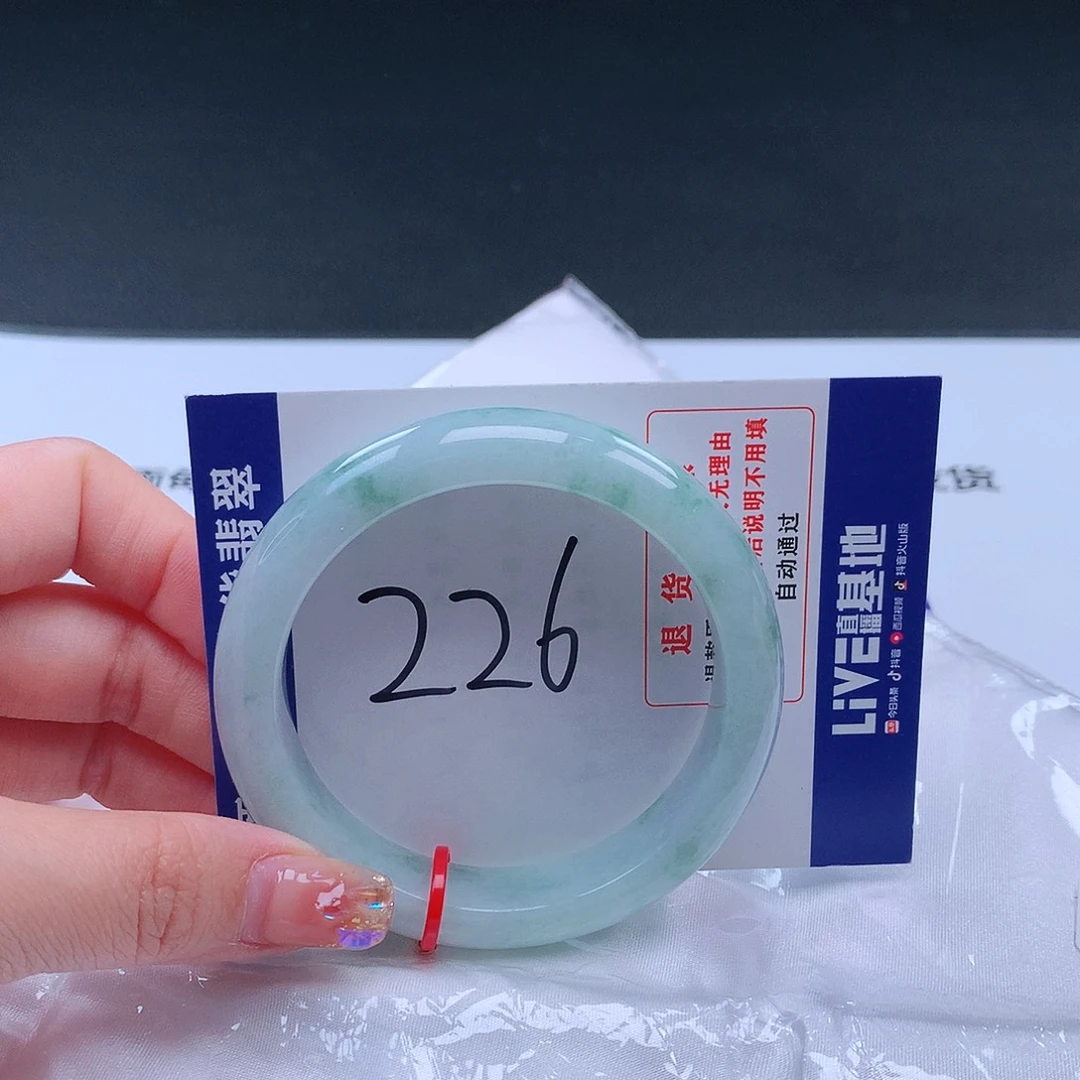 翡翠
226
退 货
无理由
后说明不用填
自动通过
LiVE直播基地
今日头条 抖音 西瓜视频 抖音火山版
货